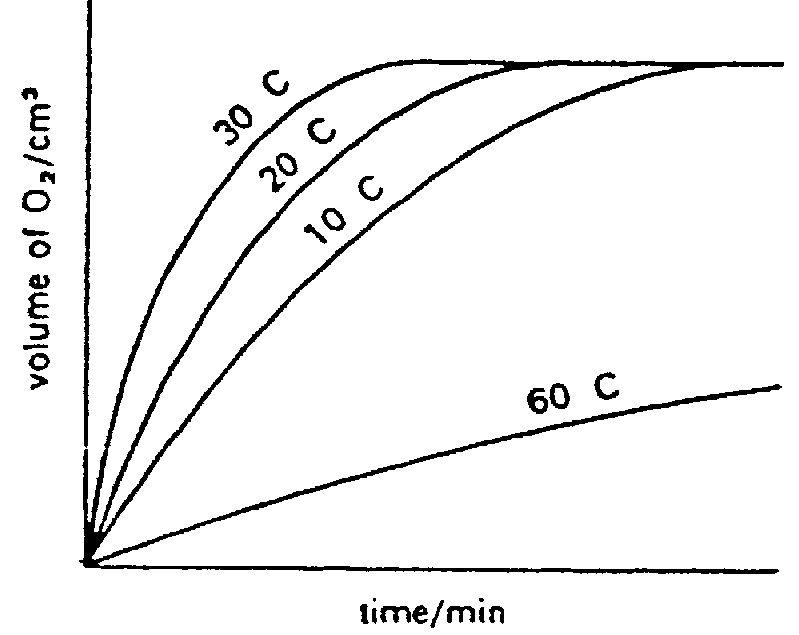 30 C
20 C
10 C
60 C
volume of O₂/cm³
time/min